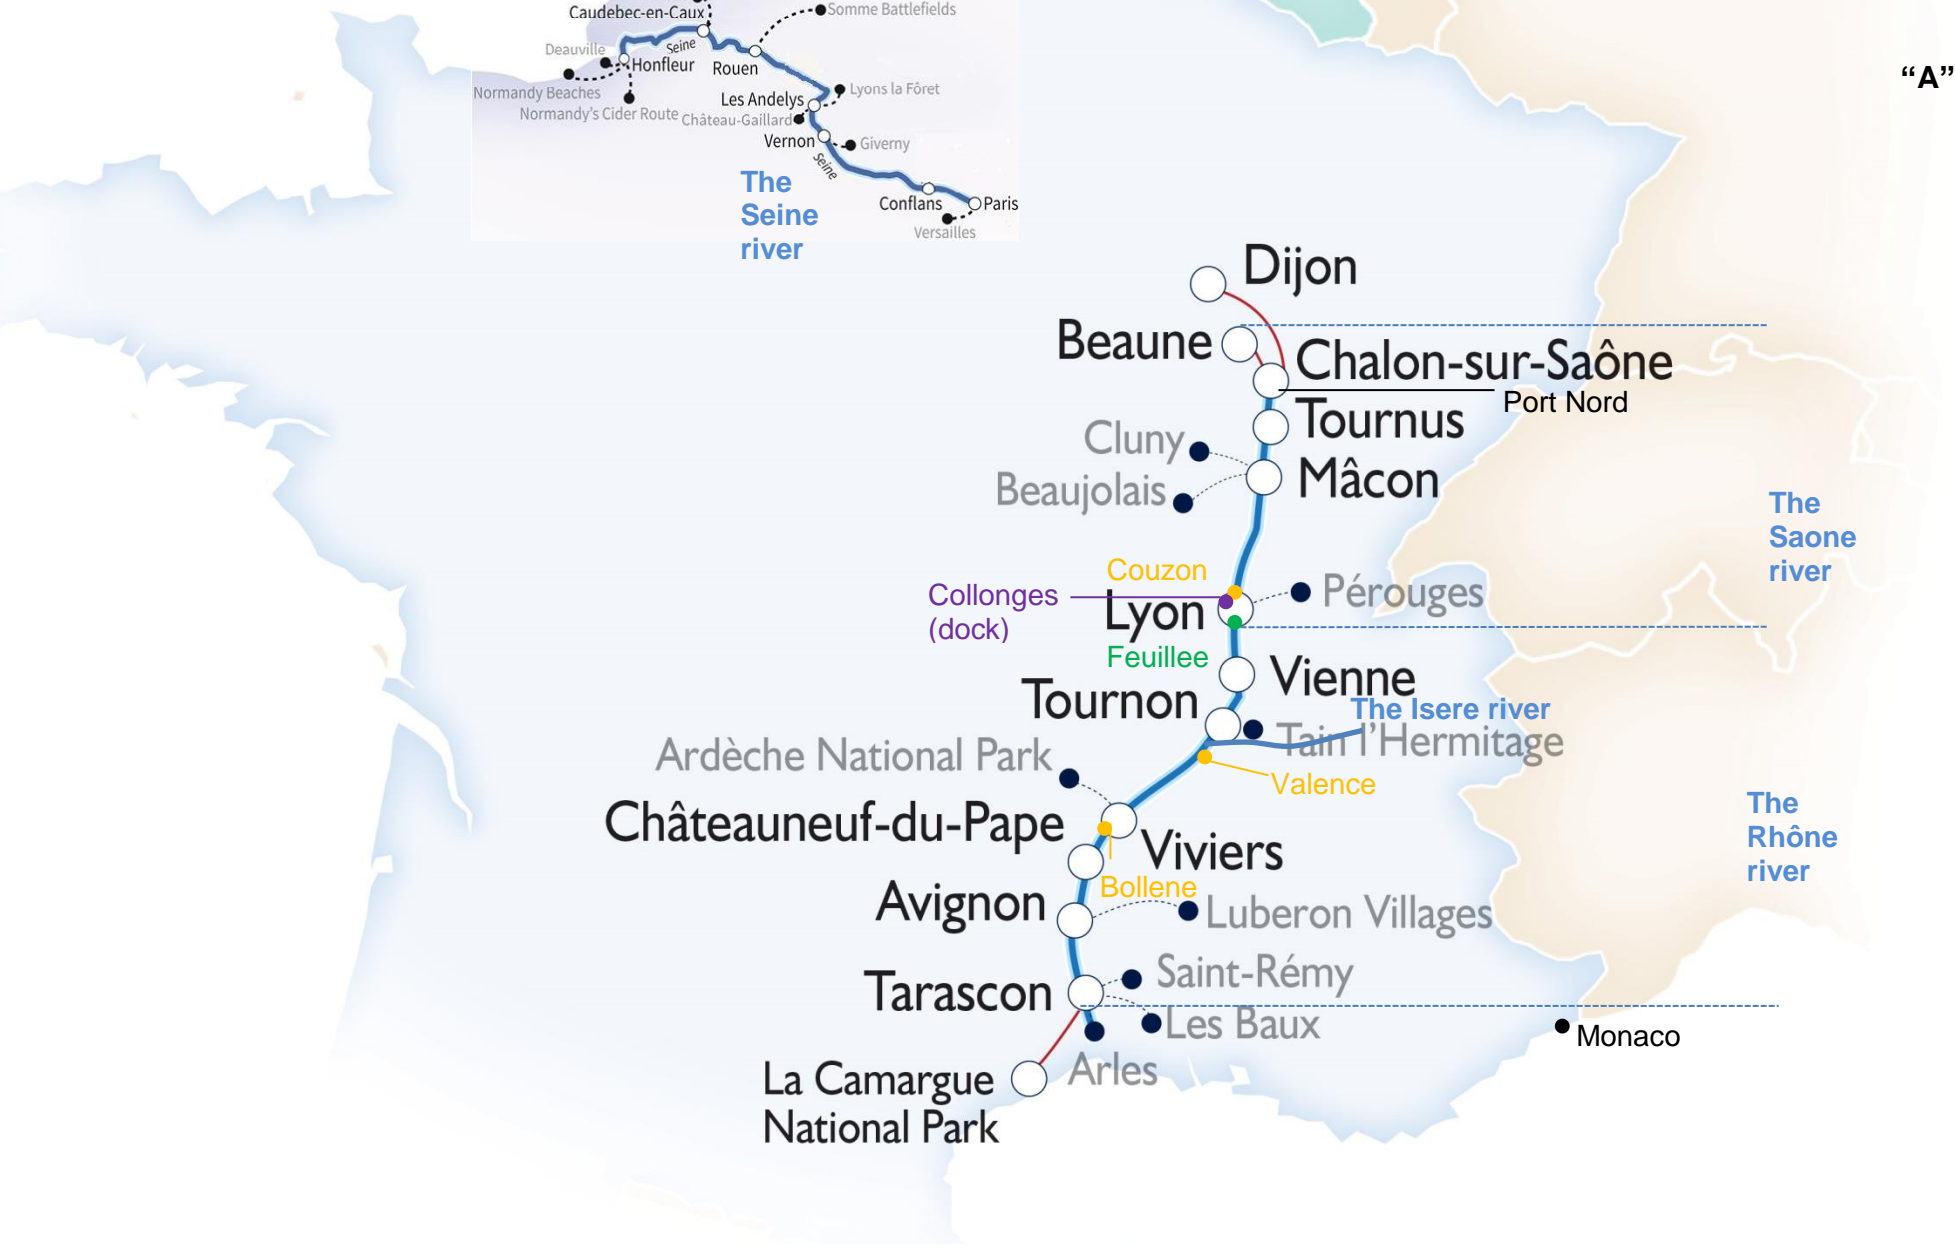 Caudebec-en-Caux
Somme Battlefields
Deauville
Seine
Honfleur
Rouen
“A”
Normandy Beaches
Lyons la Fôret
Les Andelys
Normandy's Cider Route
Château-Gaillard
Vernon
Giverny
Seine
The
Seine
river
Conflans
Paris
Versailles
Dijon
Beaune
Chalon-sur-Saône
Port Nord
Tournus
Cluny
Mâcon
Beaujolais
The
Saone
river
Couzon
Collonges
(dock)
Lyon
Pérouges
Feuillee
Vienne
Tournon
The Isere river
Tain l'Hermitage
Ardèche National Park
Valence
Châteauneuf-du-Pape
The
Rhône
river
Viviers
Bollene
Avignon
Luberon Villages
Saint-Rémy
Tarascon
Les Baux
Monaco
Arles
La Camargue
National Park